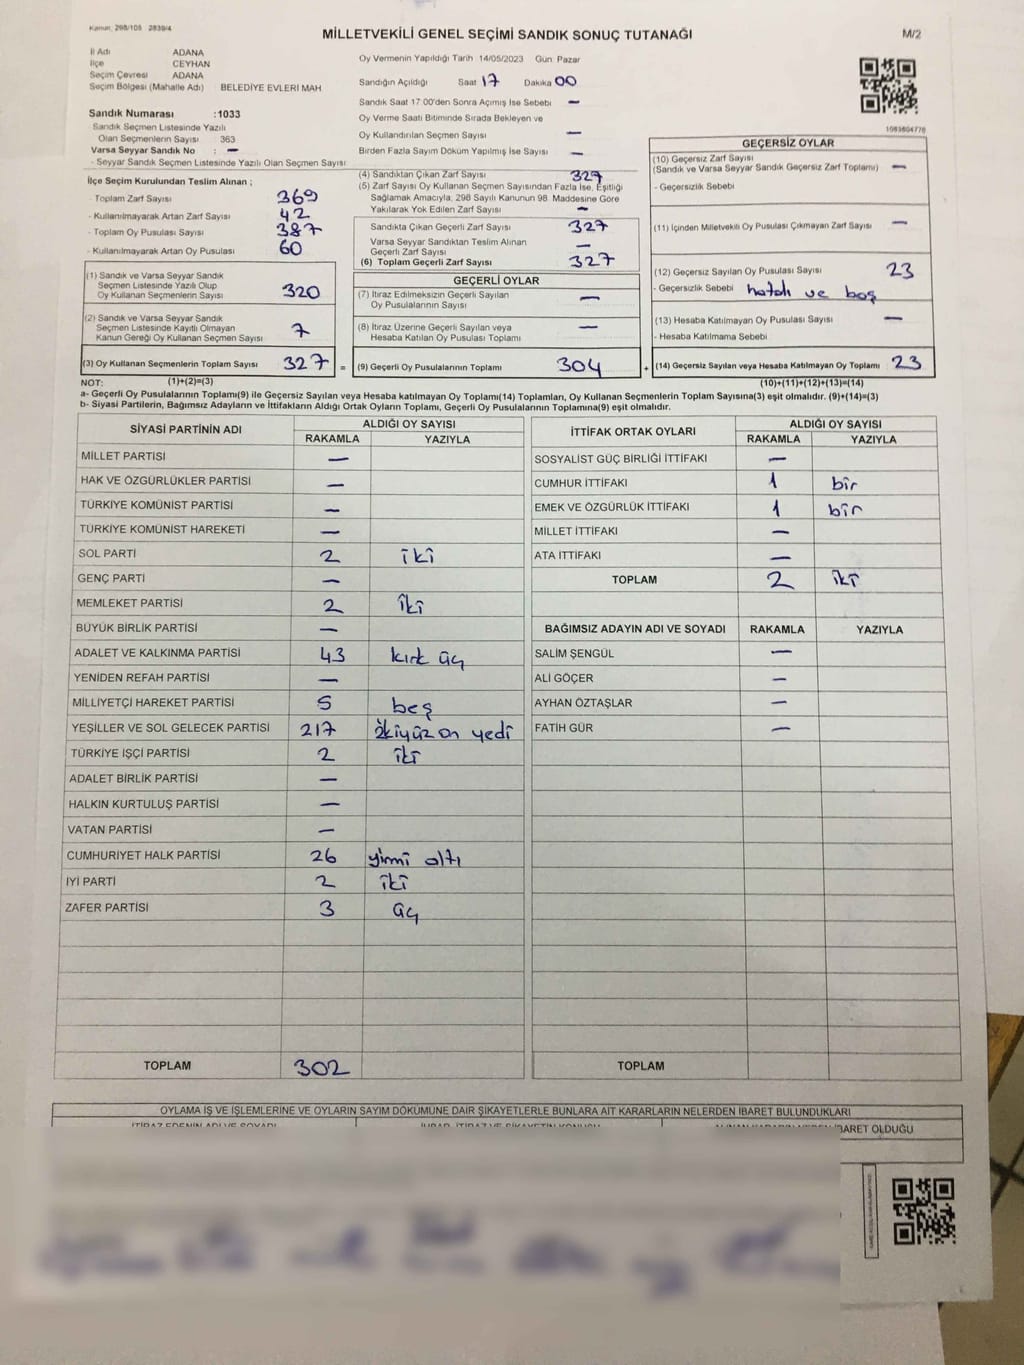 Kanun, 298/105 2839/4
MİLLETVEKİLİ GENEL SEÇİMİ SANDIK SONUÇ TUTANAĞI
M/2
İl Adı ADANA
İlçe CEYHAN
Seçim Çevresi ADANA
Seçim Bölgesi (Mahalle Adı) BELEDİYE EVLERİ MAH
Sandık Numarası :1033
Sandık Seçmen Listesinde Yazılı
Olan Seçmenlerin Sayısı 363
Varsa Seyyar Sandık No : —
- Seyyar Sandık Seçmen Listesinde Yazılı Olan Seçmen Sayısı
İlçe Seçim Kurulundan Teslim Alınan ;
- Toplam Zarf Sayısı 369
- Kullanılmayarak Artan Zarf Sayısı 42
- Toplam Oy Pusulası Sayısı 387
- Kullanılmayarak Artan Oy Pusulası 60
(1) Sandık ve Varsa Seyyar Sandık
Seçmen Listesinde Yazılı Olup
Oy Kullanan Seçmenlerin Sayısı 320
(2) Sandık ve Varsa Seyyar Sandık
Seçmen Listesinde Kayıtlı Olmayan
Kanun Gereği Oy Kullanan Seçmen Sayısı 7
(3) Oy Kullanan Seçmenlerin Toplam Sayısı 327 =
Oy Vermenin Yapıldığı Tarih 14/05/2023 Gün Pazar
Sandığın Açıldığı Saat 17 Dakika 00
Sandık Saat 17:00'den Sonra Açımış İse Sebebi —
Oy Verme Saati Bitiminde Sırada Bekleyen ve
Oy Kullandırılan Seçmen Sayısı —
Birden Fazla Sayım Döküm Yapılmış İse Sayısı —
(4) Sandıktan Çıkan Zarf Sayısı 327
(5) Zarf Sayısı Oy Kullanan Seçmen Sayısından Fazla İse, Eşitliği
Sağlamak Amacıyla, 298 Sayılı Kanunun 98. Maddesine Göre
Yakılarak Yok Edilen Zarf Sayısı —
Sandıkta Çıkan Geçerli Zarf Sayısı 327
Varsa Seyyar Sandıktan Teslim Alınan
Geçerli Zarf Sayısı —
(6) Toplam Geçerli Zarf Sayısı 327
GEÇERLİ OYLAR
(7) İtiraz Edilmeksizin Geçerli Sayılan
Oy Pusulalarının Sayısı —
(8) İtiraz Üzerine Geçerli Sayılan veya
Hesaba Katılan Oy Pusulası Toplamı —
(9) Geçerli Oy Pusulalarının Toplamı 304 +
1083804776
GEÇERSİZ OYLAR
(10) Geçersiz Zarf Sayısı
(Sandık ve Varsa Seyyar Sandık Geçersiz Zarf Toplamı) —
- Geçersizlik Sebebi
(11) İçinden Milletvekili Oy Pusulası Çıkmayan Zarf Sayısı —
(12) Geçersiz Sayılan Oy Pusulası Sayısı 23
- Geçersizlik Sebebi hatalı ve boş
(13) Hesaba Katılmayan Oy Pusulası Sayısı —
- Hesaba Katılmama Sebebi
(14) Geçersiz Sayılan veya Hesaba Katılmayan Oy Toplamı 23
NOT: (1)+(2)=(3) (10)+(11)+(12)+(13)=(14)
a- Geçerli Oy Pusulalarının Toplamı(9) ile Geçersiz Sayılan veya Hesaba katılmayan Oy Toplamı(14) Toplamları, Oy Kullanan Seçmenlerin Toplam Sayısına(3) eşit olmalıdır. (9)+(14)=(3)
b- Siyasi Partilerin, Bağımsız Adayların ve İttifakların Aldığı Ortak Oyların Toplamı, Geçerli Oy Pusulalarının Toplamına(9) eşit olmalıdır.
SİYASİ PARTİNİN ADI ALDIĞI OY SAYISI
RAKAMLA YAZIYLA
MİLLET PARTİSİ —
HAK VE ÖZGÜRLÜKLER PARTİSİ —
TÜRKİYE KOMÜNİST PARTİSİ —
TÜRKİYE KOMÜNİST HAREKETİ —
SOL PARTİ 2 iki
GENÇ PARTİ —
MEMLEKET PARTİSİ 2 iki
BÜYÜK BİRLİK PARTİSİ —
ADALET VE KALKINMA PARTİSİ 43 kırk üç
YENİDEN REFAH PARTİSİ —
MİLLİYETÇİ HAREKET PARTİSİ 5 beş
YEŞİLLER VE SOL GELECEK PARTİSİ 217 ikiyüz on yedi
TÜRKİYE İŞÇİ PARTİSİ 2 iki
ADALET BİRLİK PARTİSİ —
HALKIN KURTULUŞ PARTİSİ —
VATAN PARTİSİ —
CUMHURİYET HALK PARTİSİ 26 yirmi altı
İYİ PARTİ 2 iki
ZAFER PARTİSİ 3 üç
TOPLAM 302
İTTİFAK ORTAK OYLARI ALDIĞI OY SAYISI
RAKAMLA YAZIYLA
SOSYALİST GÜÇ BİRLİĞİ İTTİFAKI —
CUMHUR İTTİFAKI 1 bir
EMEK VE ÖZGÜRLÜK İTTİFAKI 1 bir
MİLLET İTTİFAKI —
ATA İTTİFAKI —
TOPLAM 2 iki
BAĞIMSIZ ADAYIN ADI VE SOYADI RAKAMLA YAZIYLA
SALİM ŞENGÜL —
ALİ GÖÇER —
AYHAN ÖZTAŞLAR —
FATİH GÜR —
TOPLAM
OYLAMA İŞ VE İŞLEMLERİNE VE OYLARIN SAYIM DÖKÜMÜNE DAİR ŞİKAYETLERLE BUNLARA AİT KARARLARIN NELERDEN İBARET BULUNDUKLARI
İTİRAZ EDENİN ADI VE SOYADI
BARET OLDUĞU